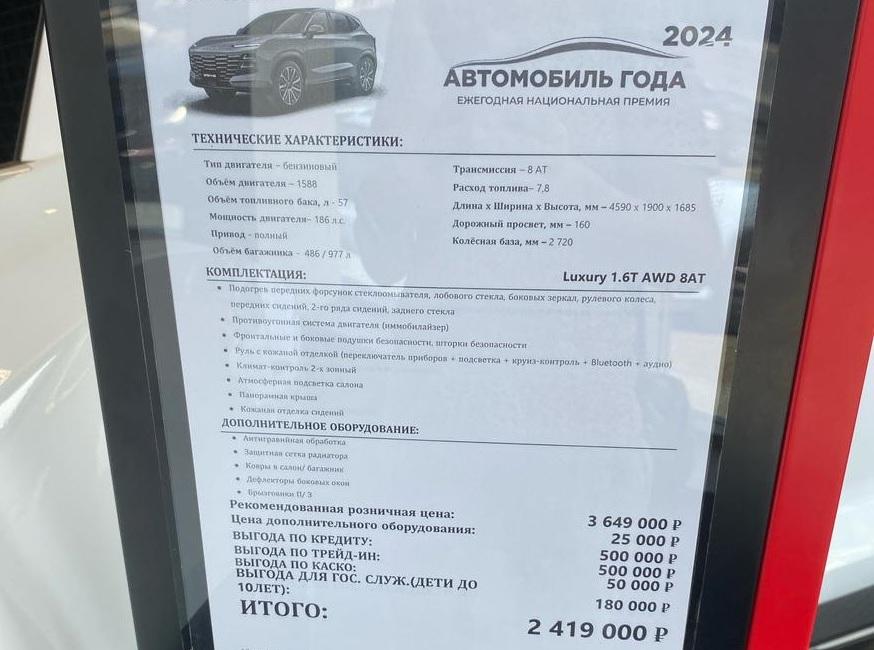 2024
АВТОМОБИЛЬ ГОДА
ЕЖЕГОДНАЯ НАЦИОНАЛЬНАЯ ПРЕМИЯ
ТЕХНИЧЕСКИЕ ХАРАКТЕРИСТИКИ:
Тип двигателя – бензиновый
Объём двигателя – 1588
Объём топливного бака, л - 57
Мощность двигателя– 186 л.с.
Привод - полный
Объём багажника - 486 / 977 л
Трансмиссия – 8 АТ
Расход топлива– 7,8
Длина х Ширина х Высота, мм – 4590 x 1900 x 1685
Дорожный просвет, мм – 160
Колёсная база, мм – 2 720
КОМПЛЕКТАЦИЯ: Luxury 1.6T AWD 8AT
• Подогрев передних форсунок стеклоомывателя, лобового стекла, боковых зеркал, рулевого колеса,
передних сидений, 2-го ряда сидений, заднего стекла
• Противоугонная система двигателя (иммобилайзер)
• Фронтальные и боковые подушки безопасности, шторки безопасности
• Руль с кожаной отделкой (переключатель приборов + подсветка + круиз-контроль + Bluetooth + аудио)
• Климат-контроль 2-х зонный
• Атмосферная подсветка салона
• Панорамная крыша
• Кожаная отделка сидений
ДОПОЛНИТЕЛЬНОЕ ОБОРУДОВАНИЕ:
• Антигравийная обработка
• Защитная сетка радиатора
• Ковры в салон/ багажник
• Дефлекторы боковых окон
• Брызговики П/ З
Рекомендованная розничная цена: 3 649 000 ₽
Цена дополнительного оборудования: 25 000 ₽
ВЫГОДА ПО КРЕДИТУ: 500 000 ₽
ВЫГОДА ПО ТРЕЙД-ИН: 500 000 ₽
ВЫГОДА ПО КАСКО: 50 000 ₽
ВЫГОДА ДЛЯ ГОС. СЛУЖ.(ДЕТИ ДО
10ЛЕТ): 180 000 ₽
ИТОГО: 2 419 000 ₽